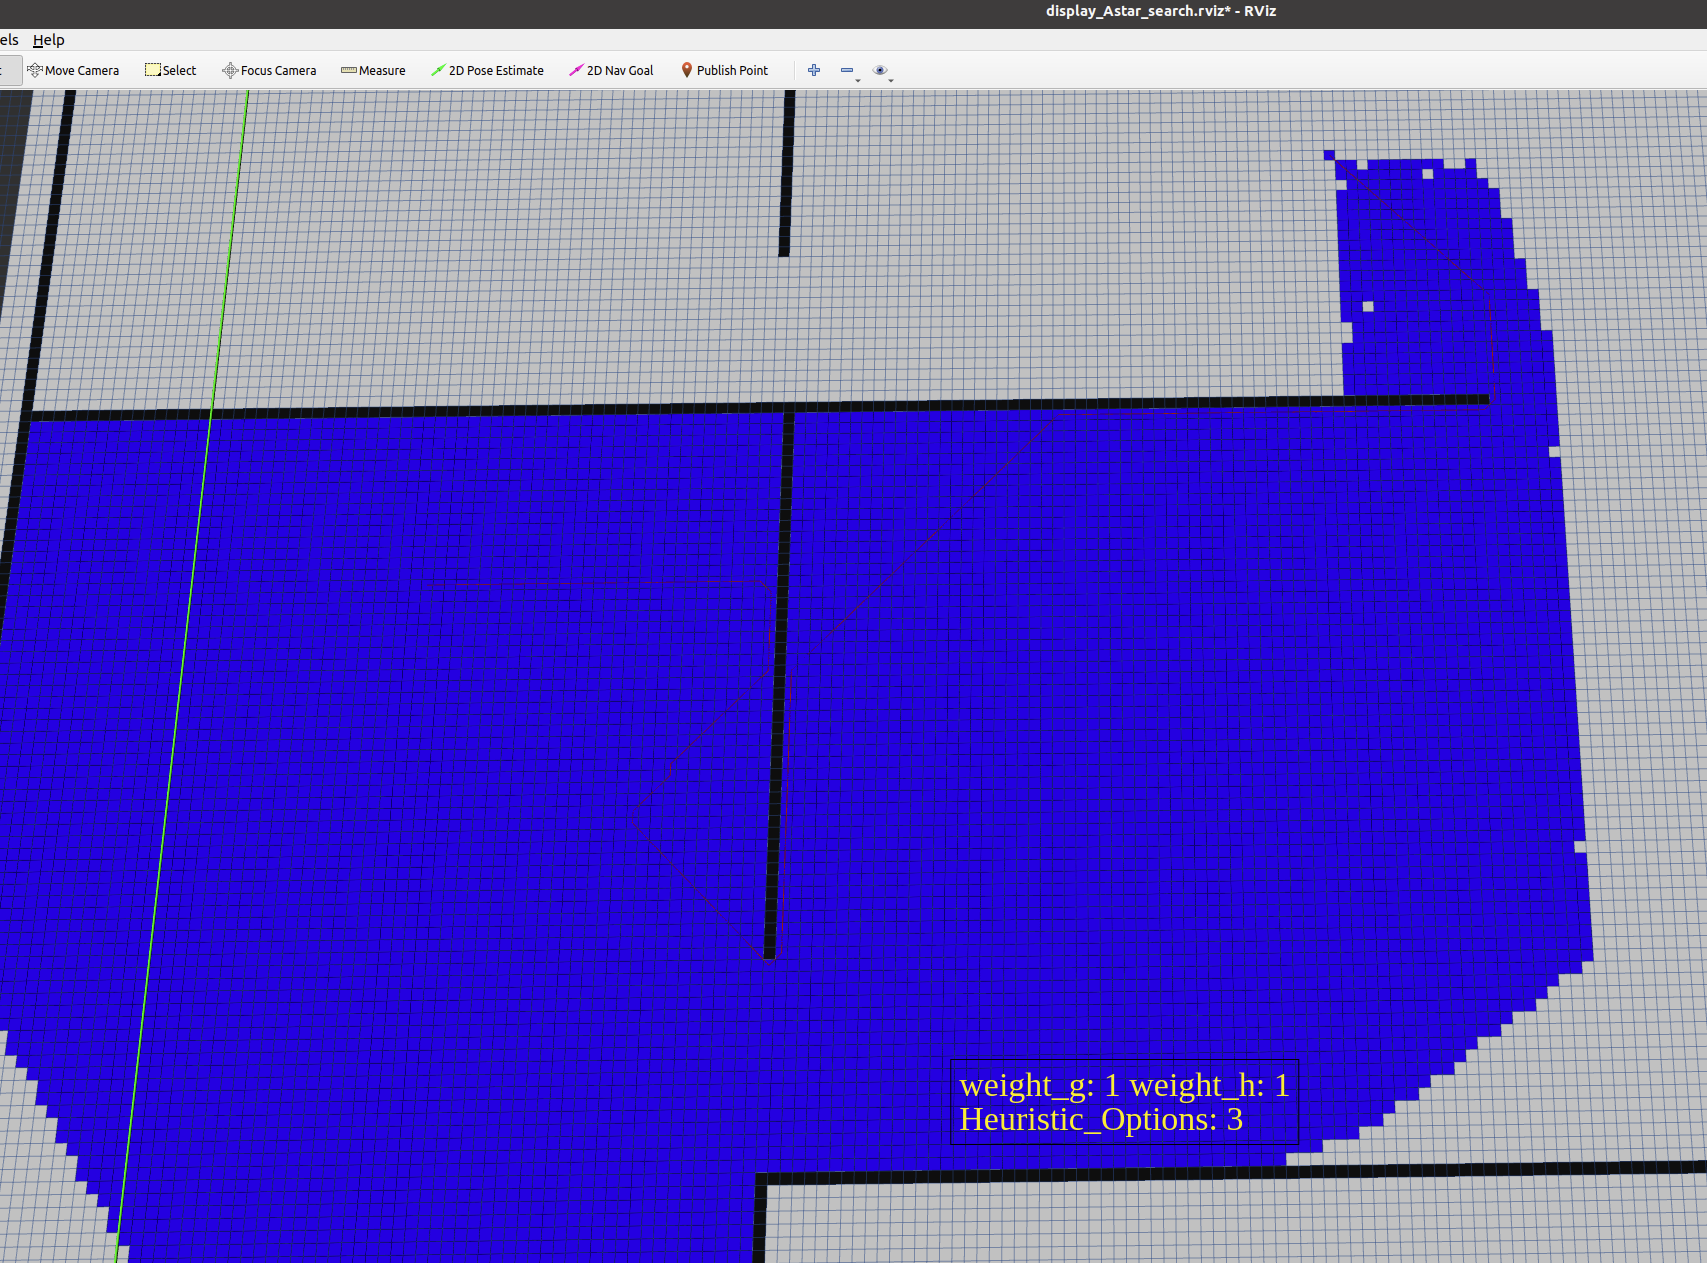 display_Astar_search.rviz* - RViz
els Help
Move Camera Select Focus Camera Measure 2D Pose Estimate 2D Nav Goal Publish Point
weight_g: 1 weight_h: 1
Heuristic_Options: 3